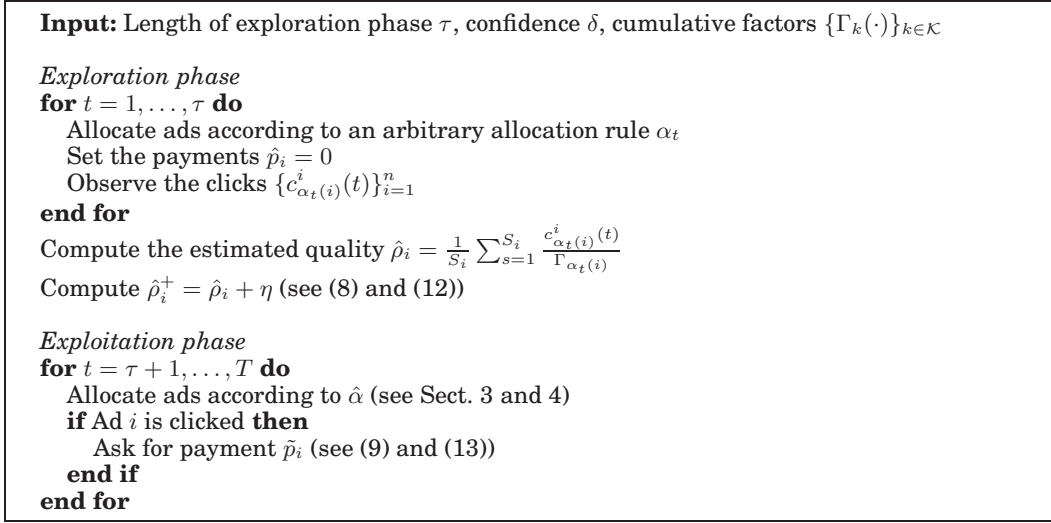 Input: Length of exploration phase τ, confidence δ, cumulative factors {Γ_k(·)}_{k∈𝒦}
Exploration phase
for t = 1, . . . , τ do
Allocate ads according to an arbitrary allocation rule α_t
Set the payments p̂_i = 0
Observe the clicks {c^i_{α_t(i)}(t)}^n_{i=1}
end for
Compute the estimated quality ρ̂_i = \frac{1}{S_i} ∑^{S_i}_{s=1} \frac{c^i_{α_t(i)}(t)}{Γ_{α_t(i)}}
Compute ρ̂^+_i = ρ̂_i + η (see (8) and (12))
Exploitation phase
for t = τ + 1, . . . , T do
Allocate ads according to α̂ (see Sect. 3 and 4)
if Ad i is clicked then
Ask for payment p̃_i (see (9) and (13))
end if
end for